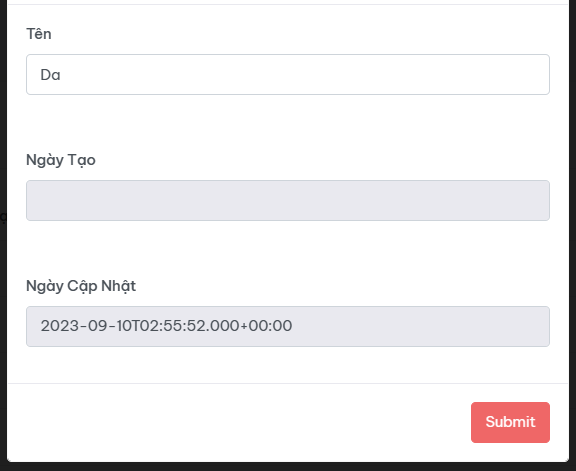 Tên
Da
Ngày Tạo
Ngày Cập Nhật
2023-09-10T02:55:52.000+00:00
Submit